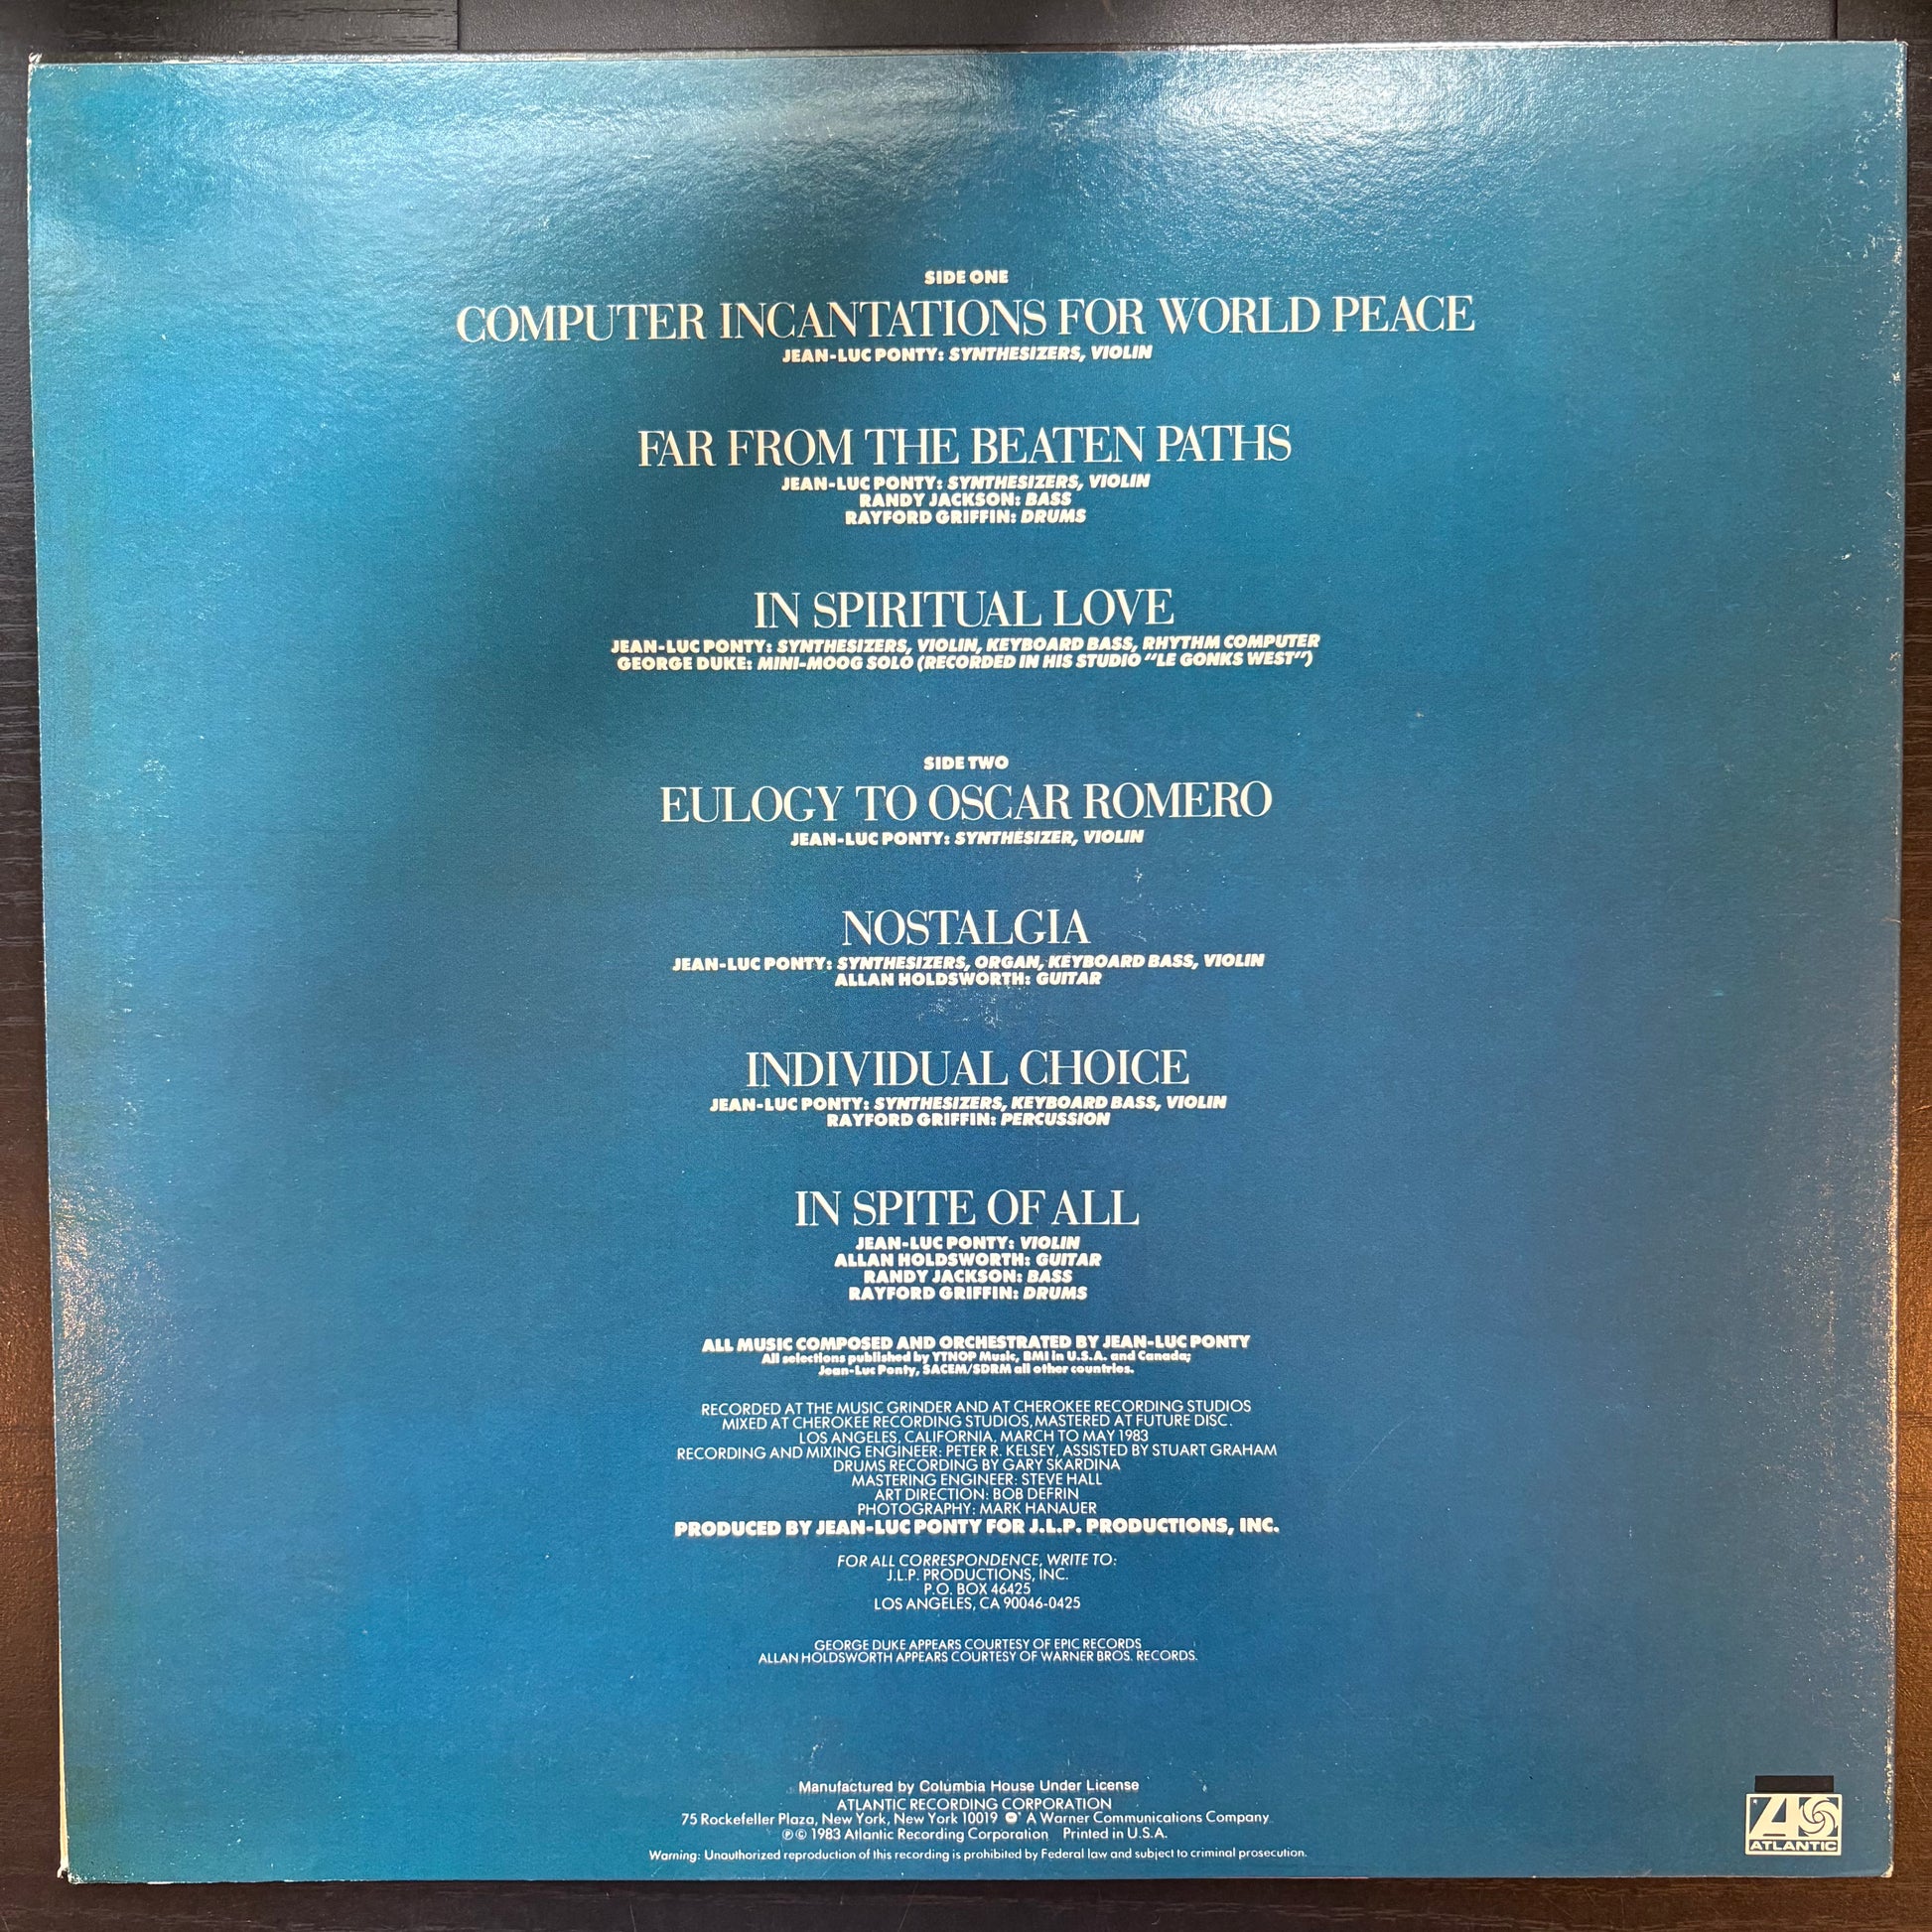 SIDE ONE
COMPUTER INCANTATIONS FOR WORLD PEACE
JEAN-LUC PONTY: SYNTHESIZERS, VIOLIN
FAR FROM THE BEATEN PATHS
JEAN-LUC PONTY: SYNTHESIZERS, VIOLIN
RANDY JACKSON: BASS
RAYFORD GRIFFIN: DRUMS
IN SPIRITUAL LOVE
JEAN-LUC PONTY: SYNTHESIZERS, VIOLIN, KEYBOARD BASS, RHYTHM COMPUTER
GEORGE DUKE: MINI-MOOG SOLO (RECORDED IN HIS STUDIO "LE GONKS WEST")
SIDE TWO
EULOGY TO OSCAR ROMERO
JEAN-LUC PONTY: SYNTHESIZER, VIOLIN
NOSTALGIA
JEAN-LUC PONTY: SYNTHESIZERS, ORGAN, KEYBOARD BASS, VIOLIN
ALLAN HOLDSWORTH: GUITAR
INDIVIDUAL CHOICE
JEAN-LUC PONTY: SYNTHESIZERS, KEYBOARD BASS, VIOLIN
RAYFORD GRIFFIN: PERCUSSION
IN SPITE OF ALL
JEAN-LUC PONTY: VIOLIN
ALLAN HOLDSWORTH: GUITAR
RANDY JACKSON: BASS
RAYFORD GRIFFIN: DRUMS
ALL MUSIC COMPOSED AND ORCHESTRATED BY JEAN-LUC PONTY
All selections published by YTNOP Music, BMI in U.S.A. and Canada;
Jean-Luc Ponty, SACEM/SDRM all other countries.
RECORDED AT THE MUSIC GRINDER AND AT CHEROKEE RECORDING STUDIOS
MIXED AT CHEROKEE RECORDING STUDIOS, MASTERED AT FUTURE DISC.
LOS ANGELES, CALIFORNIA, MARCH TO MAY 1983
RECORDING AND MIXING ENGINEER: PETER R. KELSEY, ASSISTED BY STUART GRAHAM
DRUMS RECORDING BY GARY SKARDINA
MASTERING ENGINEER: STEVE HALL
ART DIRECTION: BOB DEFRIN
PHOTOGRAPHY: MARK HANAUER
PRODUCED BY JEAN-LUC PONTY FOR J.L.P. PRODUCTIONS, INC.
FOR ALL CORRESPONDENCE, WRITE TO:
J.L.P. PRODUCTIONS, INC.
P.O. BOX 46425
LOS ANGELES, CA 90046-0425
GEORGE DUKE APPEARS COURTESY OF EPIC RECORDS
ALLAN HOLDSWORTH APPEARS COURTESY OF WARNER BROS. RECORDS.
Manufactured by Columbia House Under License
ATLANTIC RECORDING CORPORATION
75 Rockefeller Plaza, New York, New York 10019 A Warner Communications Company
℗© 1983 Atlantic Recording Corporation Printed in U.S.A.
Warning: Unauthorized reproduction of this recording is prohibited by Federal law and subject to criminal prosecution.
ATLANTIC